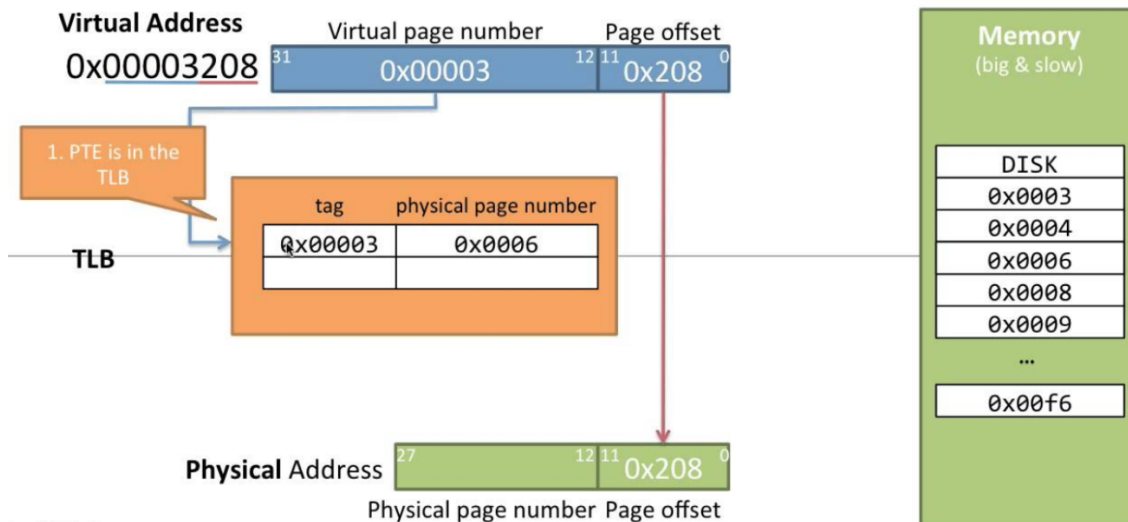 Virtual Address
0x00003208
Virtual page number
Page offset
31
0x00003
12
11
0x208
0
1. PTE is in the
TLB
tag
physical page number
0x00003
0x0006
TLB
Memory
(big & slow)
DISK
0x0003
0x0004
0x0006
0x0008
0x0009
...
0x00f6
Physical Address
27
12
11
0x208
0
Physical page number
Page offset